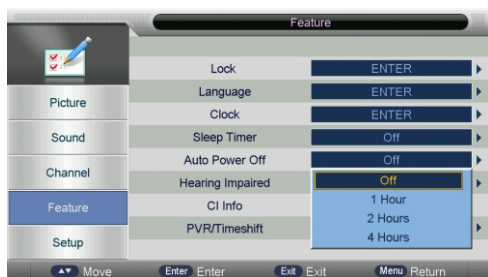 Feature
Lock ENTER
Picture
Language ENTER
Clock ENTER
Sound
Sleep Timer Off
Auto Power Off Off
Channel
Hearing Impaired Off
Feature
CI Info 1 Hour
2 Hours
PVR/Timeshift
Setup
4 Hours
Move Enter Enter Exit Exit Menu Return